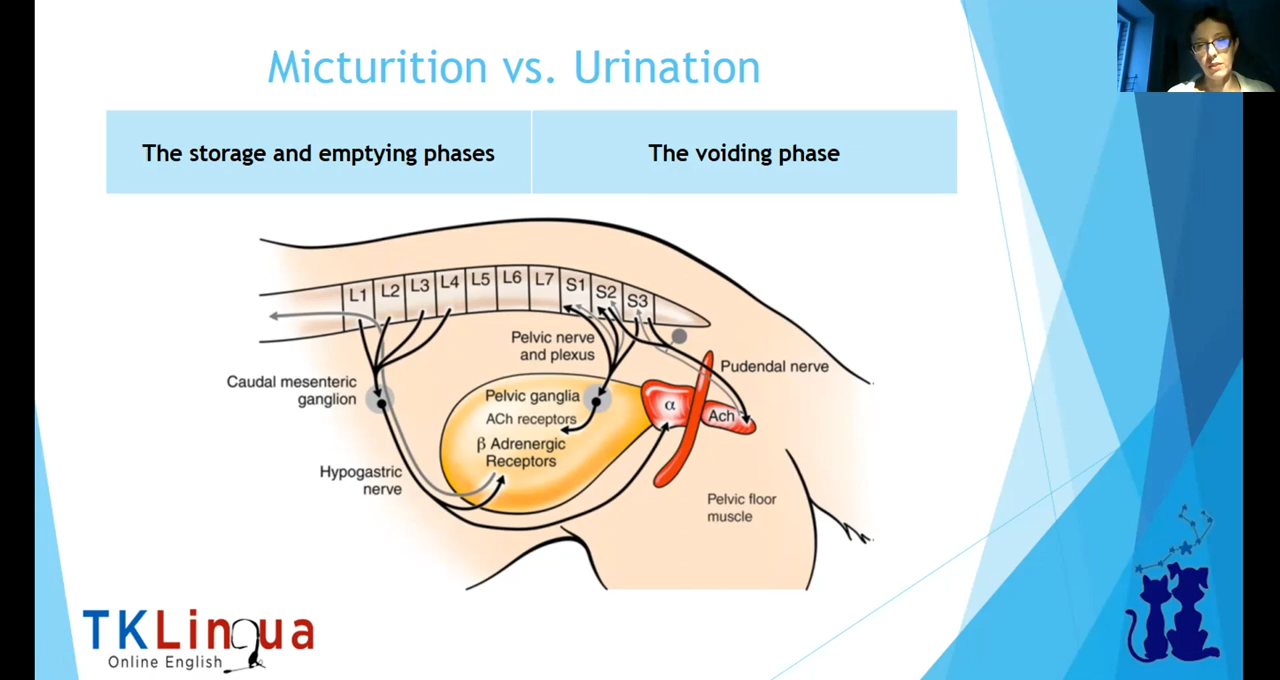 Micturition vs. Urination
The storage and emptying phases
The voiding phase
L1
L2
L3
L4
L5
L6
L7
S1
S2
S3
Pelvic nerve
and plexus
Pudendal nerve
Caudal mesenteric
ganglion
Pelvic ganglia
ACh receptors
β Adrenergic
Receptors
α
Ach
Hypogastric
nerve
Pelvic floor
muscle
TKLingua
Online English